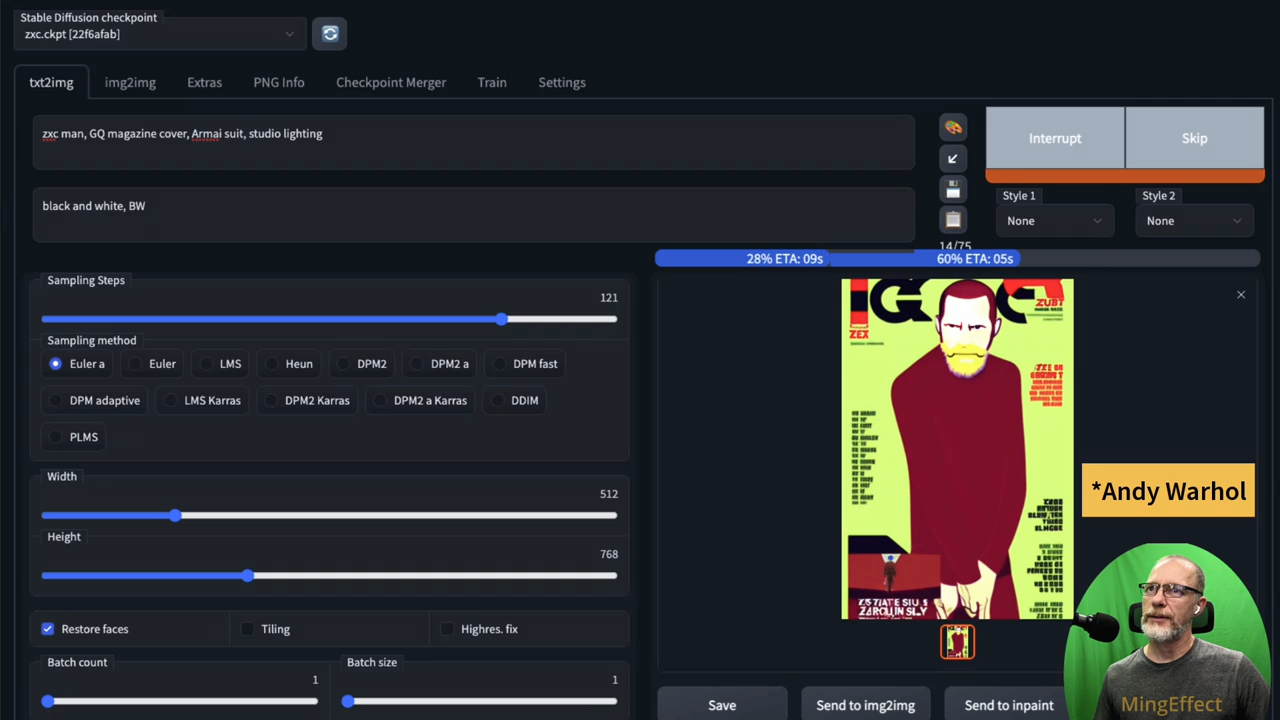 Stable Diffusion checkpoint
zxc.ckpt [22f6afab]
txt2img
img2img
Extras
PNG Info
Checkpoint Merger
Train
Settings
zxc man, GQ magazine cover, Armai suit, studio lighting
Interrupt
Skip
black and white, BW
Style 1
Style 2
None
None
14/75
28% ETA: 09s
60% ETA: 05s
Sampling Steps
121
Sampling method
Euler a
Euler
LMS
Heun
DPM2
DPM2 a
DPM fast
DPM adaptive
LMS Karras
DPM2 Karras
DPM2 a Karras
DDIM
PLMS
ZUBT
ZEX
*Andy Warhol
Width
512
Height
768
Restore faces
Tiling
Highres. fix
Batch count
1
Batch size
1
Save
Send to img2img
Send to inpaint
MingEffect